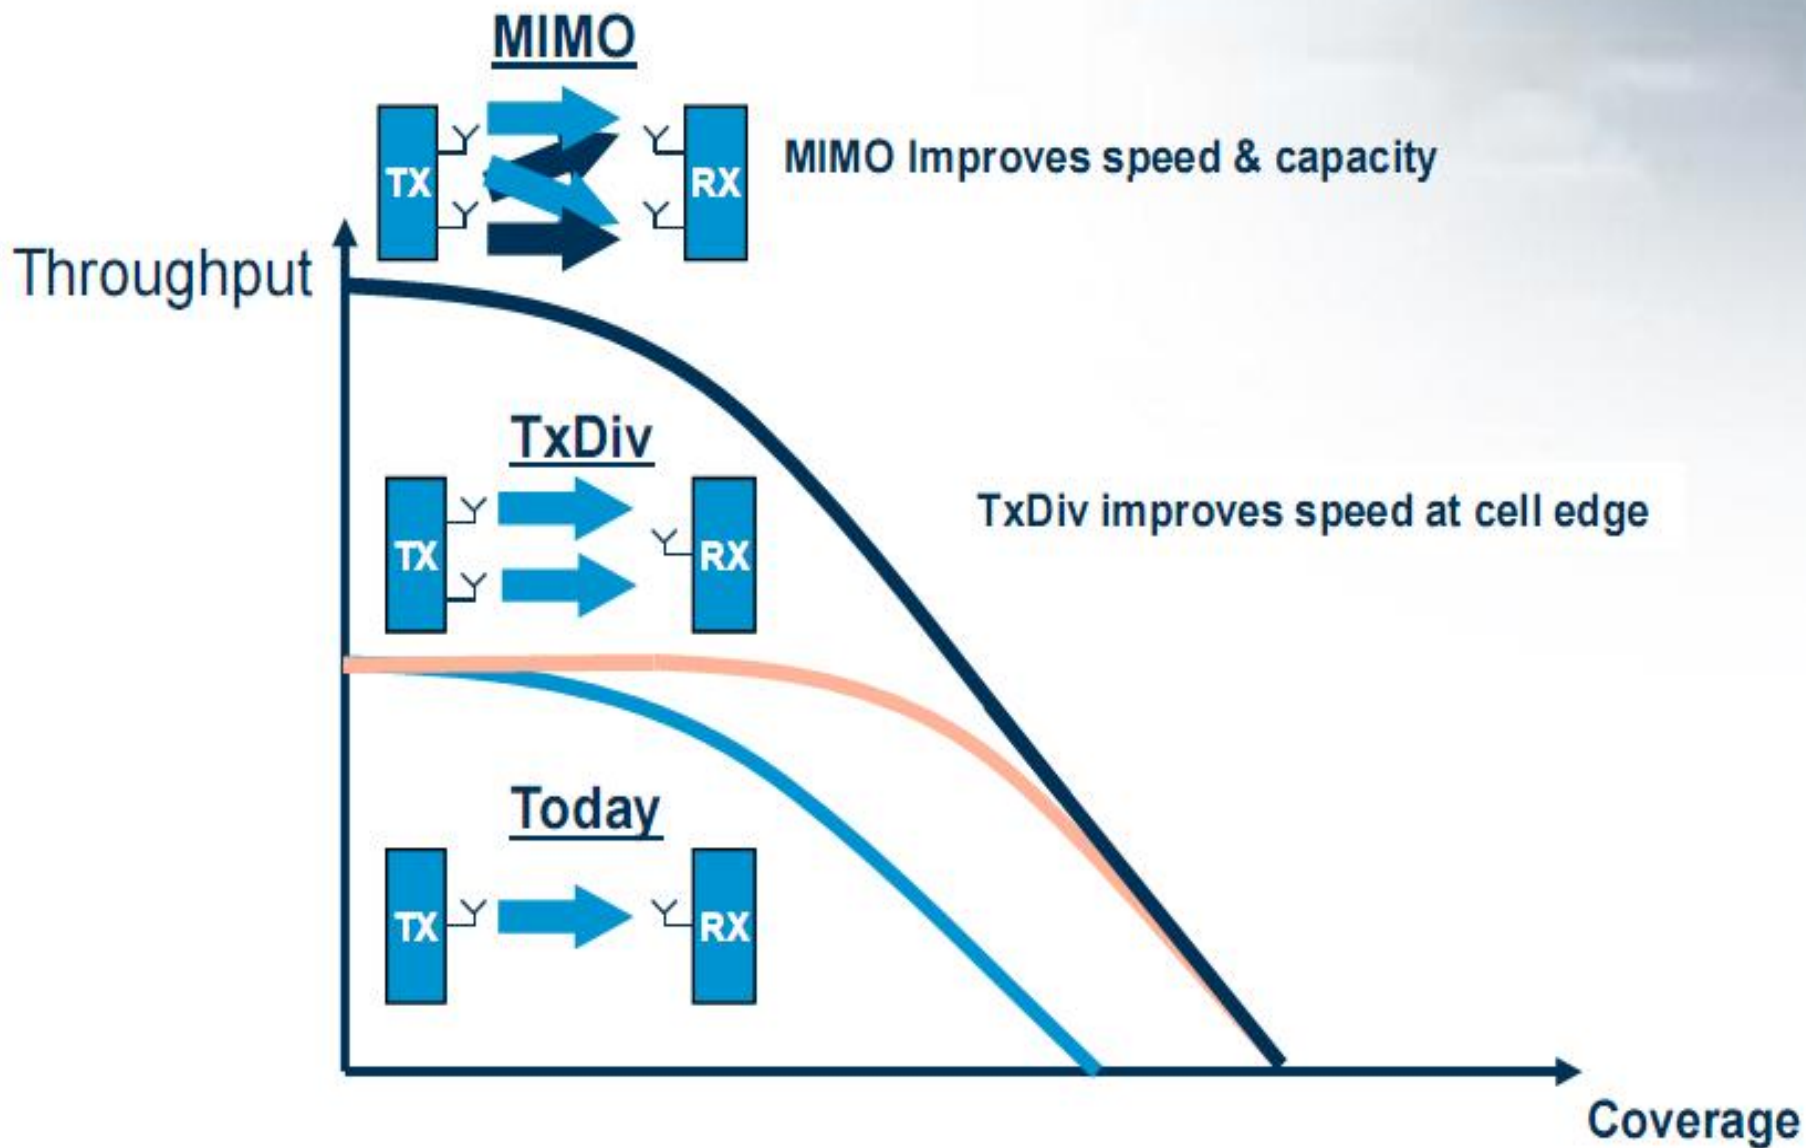 MIMO
TX
RX
MIMO Improves speed & capacity
Throughput
TxDiv
TX
RX
TxDiv improves speed at cell edge
Today
TX
RX
Coverage